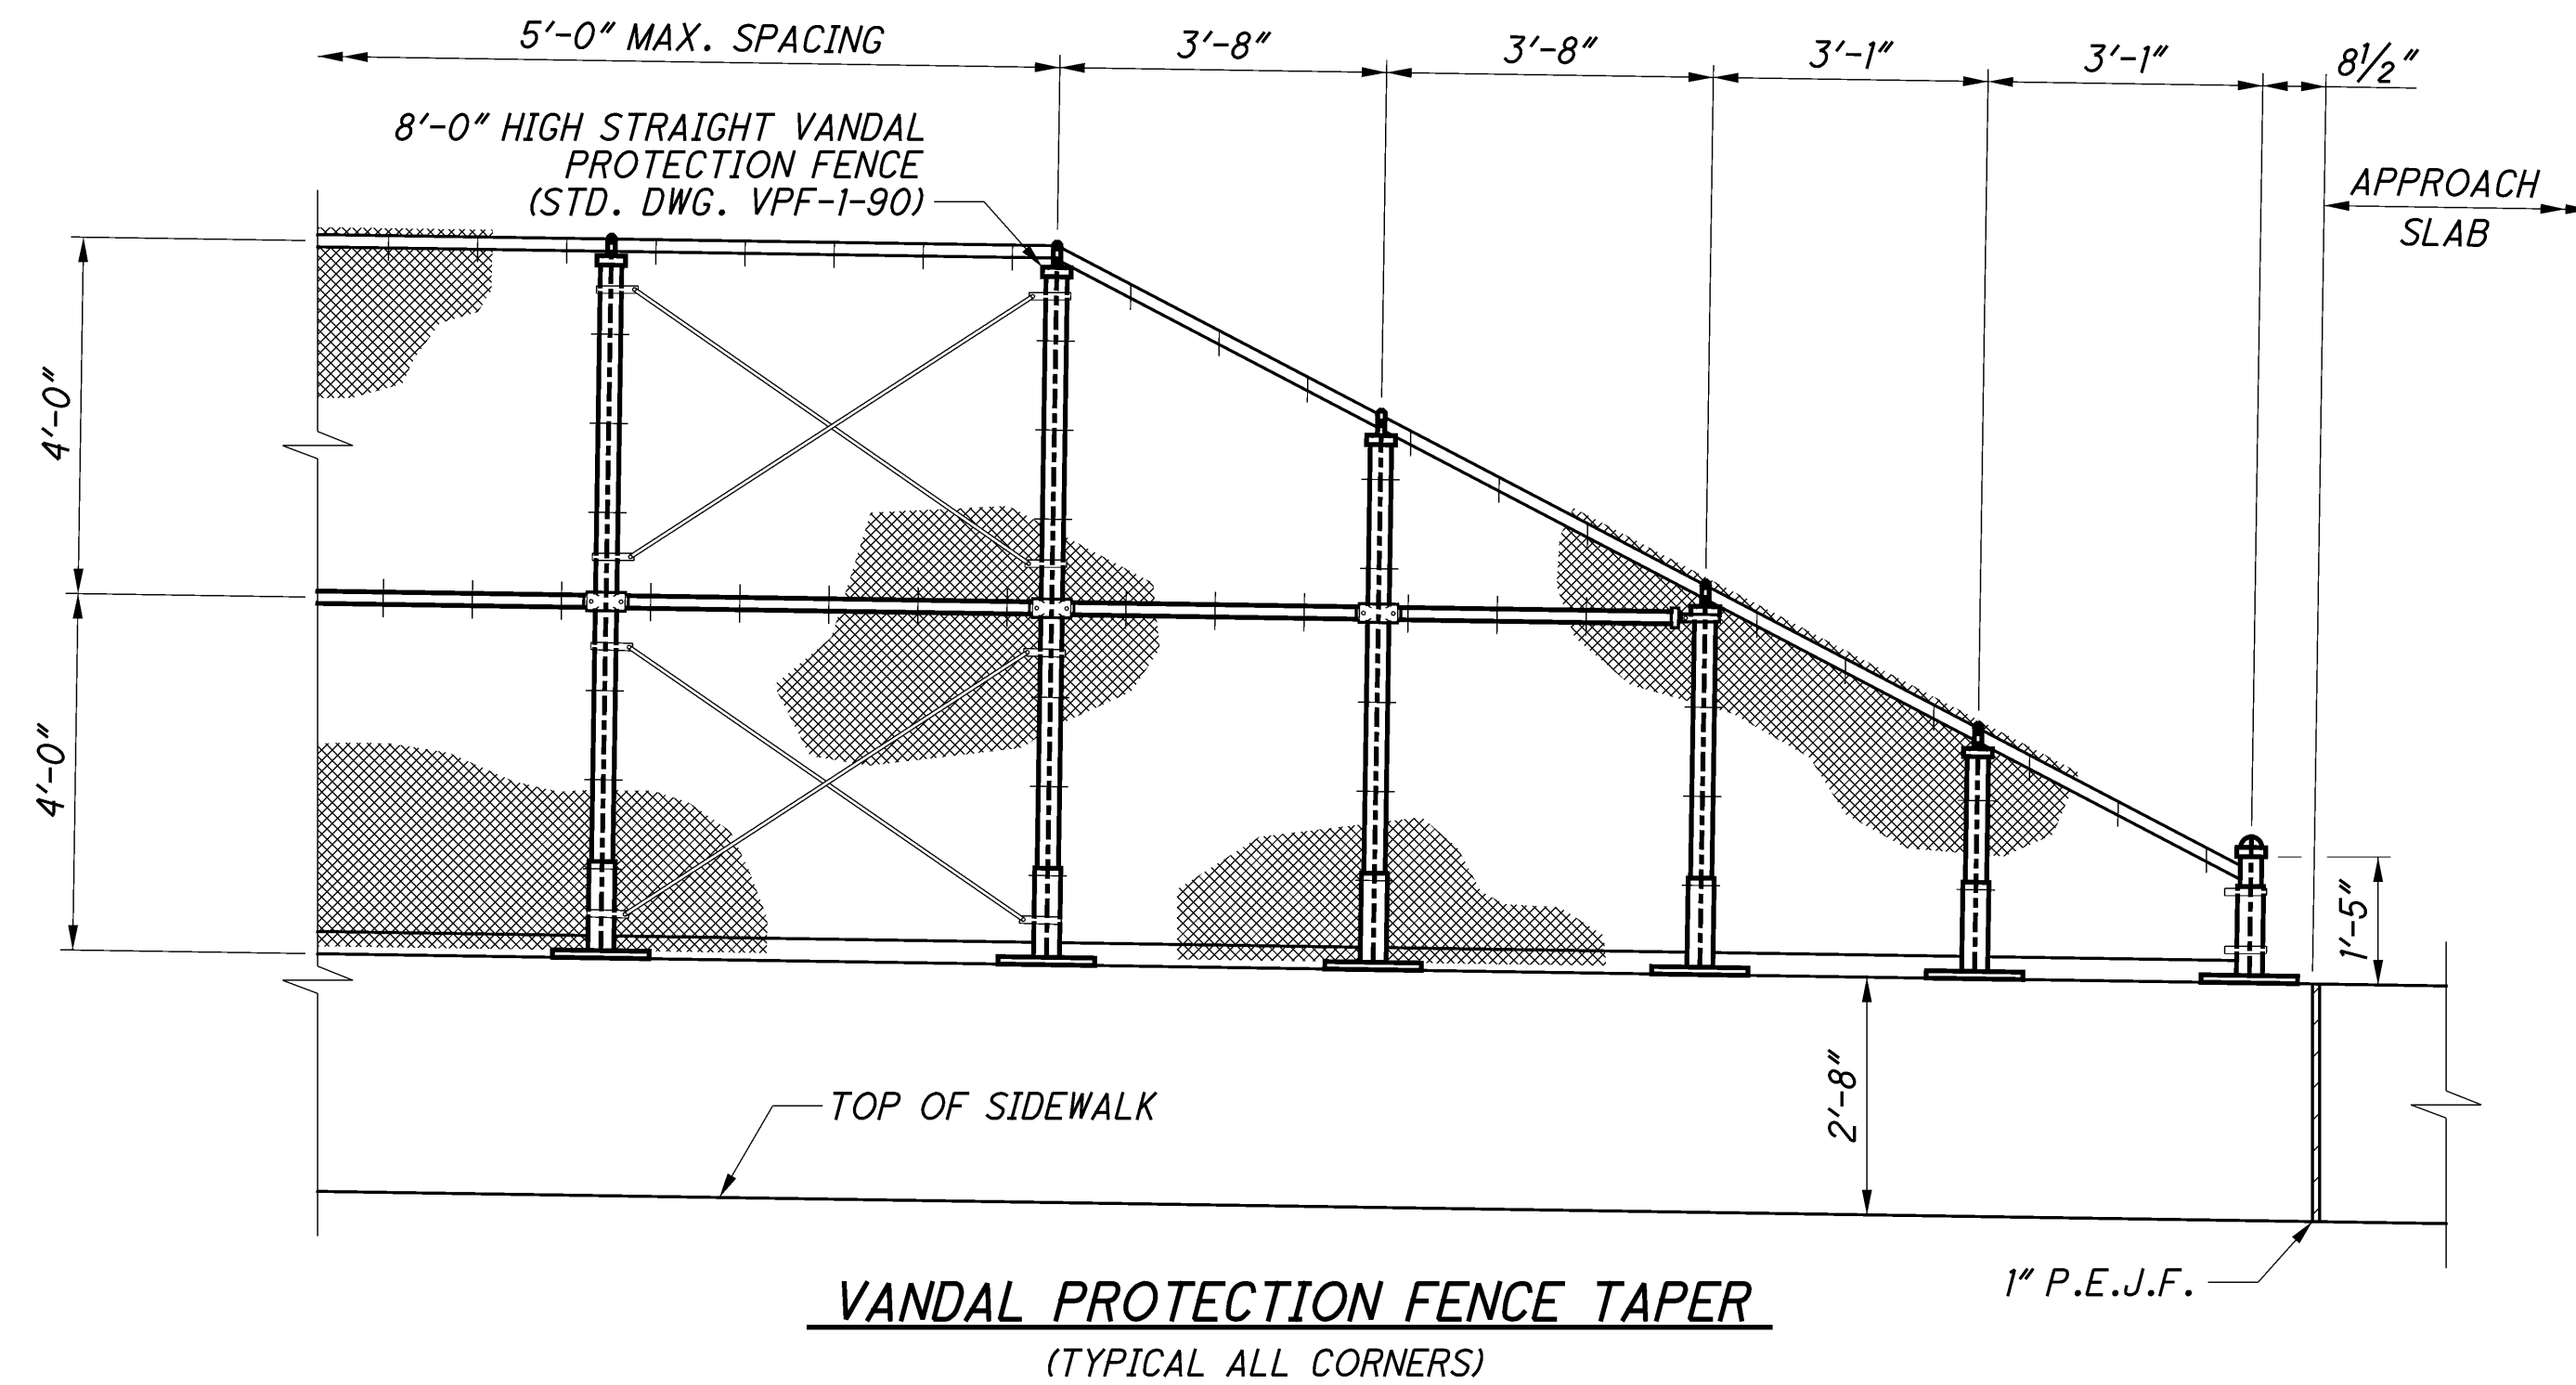 5'-0" MAX. SPACING
3'-8"
3'-8"
3'-1"
3'-1"
8½"
8'-0" HIGH STRAIGHT VANDAL
PROTECTION FENCE
(STD. DWG. VPF-1-90)
APPROACH
SLAB
4'-0"
4'-0"
1'-5"
2'-8"
TOP OF SIDEWALK
1" P.E.J.F.
VANDAL PROTECTION FENCE TAPER
(TYPICAL ALL CORNERS)